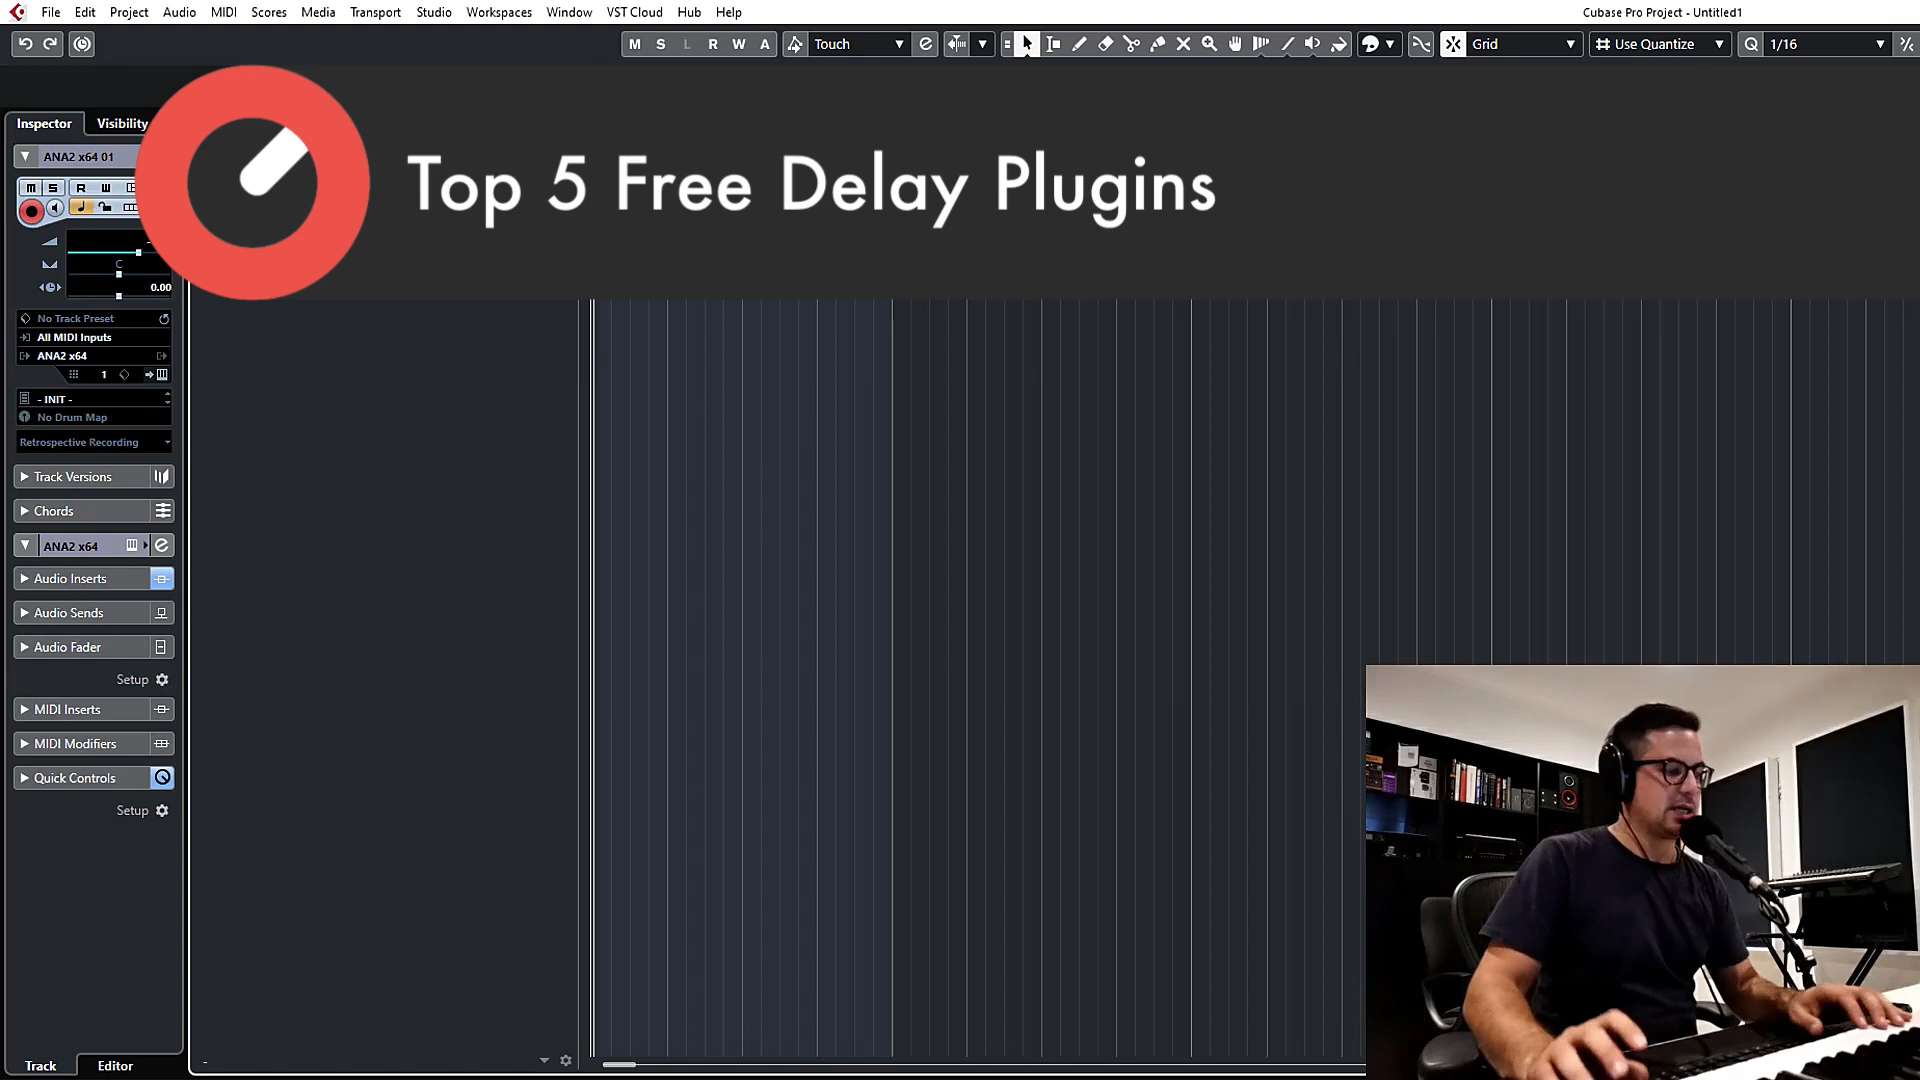 File Edit Project Audio MIDI Scores Media Transport Studio Workspaces Window VST Cloud Hub Help
Cubase Pro Project - Untitled1
M S L R W A Touch Grid Use Quantize Q 1/16
Top 5 Free Delay Plugins
Inspector Visibility
ANA2 x64 01
M S R W
C
0.00
No Track Preset
All MIDI Inputs
ANA2 x64
1
- INIT -
No Drum Map
Retrospective Recording
Track Versions
Chords
ANA2 x64
Audio Inserts
Audio Sends
Audio Fader
Setup
MIDI Inserts
MIDI Modifiers
Quick Controls
Setup
Track Editor